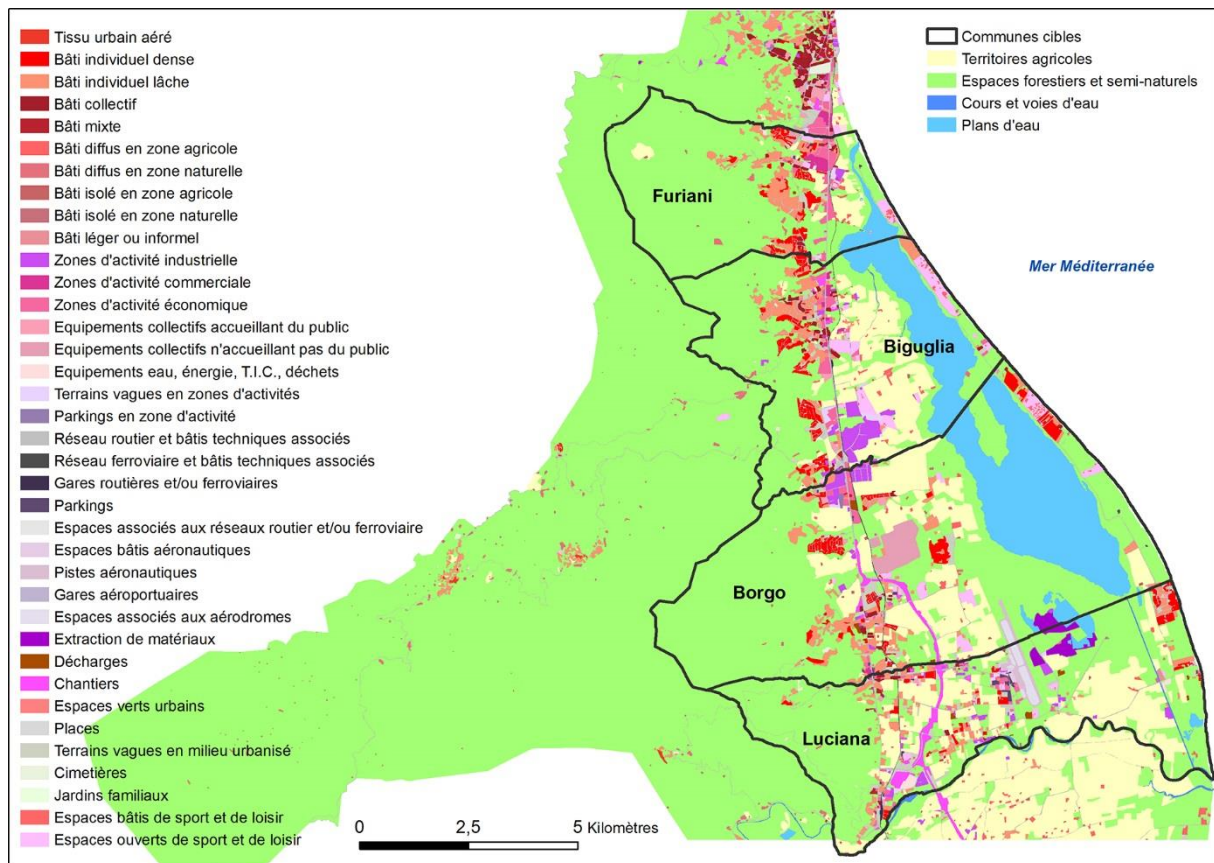 Tissu urbain aéré
Bâti individuel dense
Bâti individuel lâche
Bâti collectif
Bâti mixte
Bâti diffus en zone agricole
Bâti diffus en zone naturelle
Bâti isolé en zone agricole
Bâti isolé en zone naturelle
Bâti léger ou informel
Zones d'activité industrielle
Zones d'activité commerciale
Zones d'activité économique
Equipements collectifs accueillant du public
Equipements collectifs n'accueillant pas du public
Equipements eau, énergie, T.I.C., déchets
Terrains vagues en zones d'activités
Parkings en zone d'activité
Réseau routier et bâtis techniques associés
Réseau ferroviaire et bâtis techniques associés
Gares routières et/ou ferroviaires
Parkings
Espaces associés aux réseaux routier et/ou ferroviaire
Espaces bâtis aéronautiques
Pistes aéronautiques
Gares aéroportuaires
Espaces associés aux aérodromes
Extraction de matériaux
Décharges
Chantiers
Espaces verts urbains
Places
Terrains vagues en milieu urbanisé
Cimetières
Jardins familiaux
Espaces bâtis de sport et de loisir
Espaces ouverts de sport et de loisir
Communes cibles
Territoires agricoles
Espaces forestiers et semi-naturels
Cours et voies d'eau
Plans d'eau
Furiani
Mer Méditerranée
Biguglia
Borgo
Luciana
0 2,5 5 Kilomètres